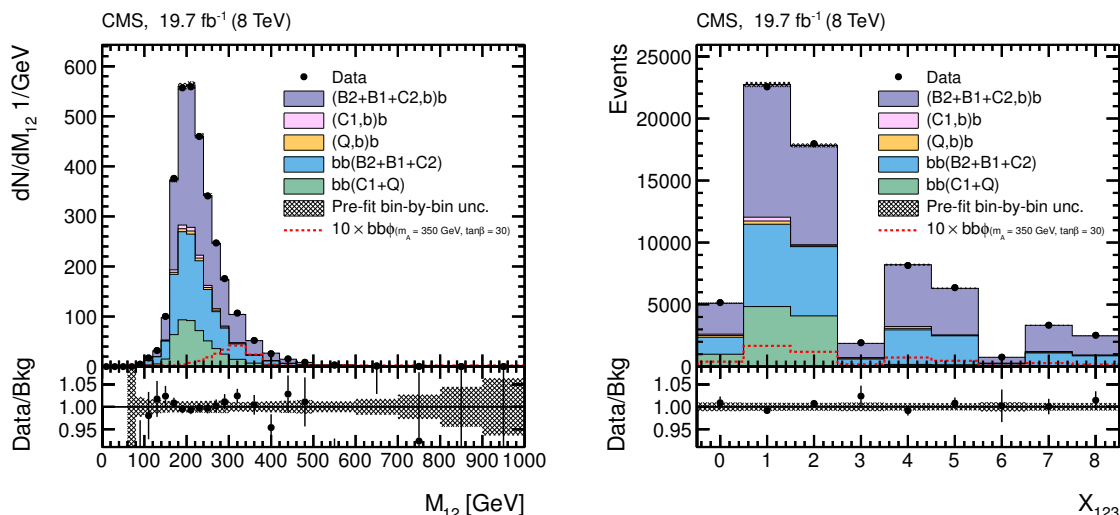 CMS, 19.7 fb⁻¹ (8 TeV)
dN/dM₁₂ 1/GeV
600
500
400
300
200
100
0
Data
(B2+B1+C2,b)b
(C1,b)b
(Q,b)b
bb(B2+B1+C2)
bb(C1+Q)
Pre-fit bin-by-bin unc.
10 × bbϕ(mA = 350 GeV, tanβ = 30)
Data/Bkg
1.05
1.00
0.95
0 100 200 300 400 500 600 700 800 900 1000
M₁₂ [GeV]
CMS, 19.7 fb⁻¹ (8 TeV)
Events
25000
20000
15000
10000
5000
0
Data
(B2+B1+C2,b)b
(C1,b)b
(Q,b)b
bb(B2+B1+C2)
bb(C1+Q)
Pre-fit bin-by-bin unc.
10 × bbϕ(mA = 350 GeV, tanβ = 30)
Data/Bkg
1.05
1.00
0.95
0 1 2 3 4 5 6 7 8
X₁₂₃